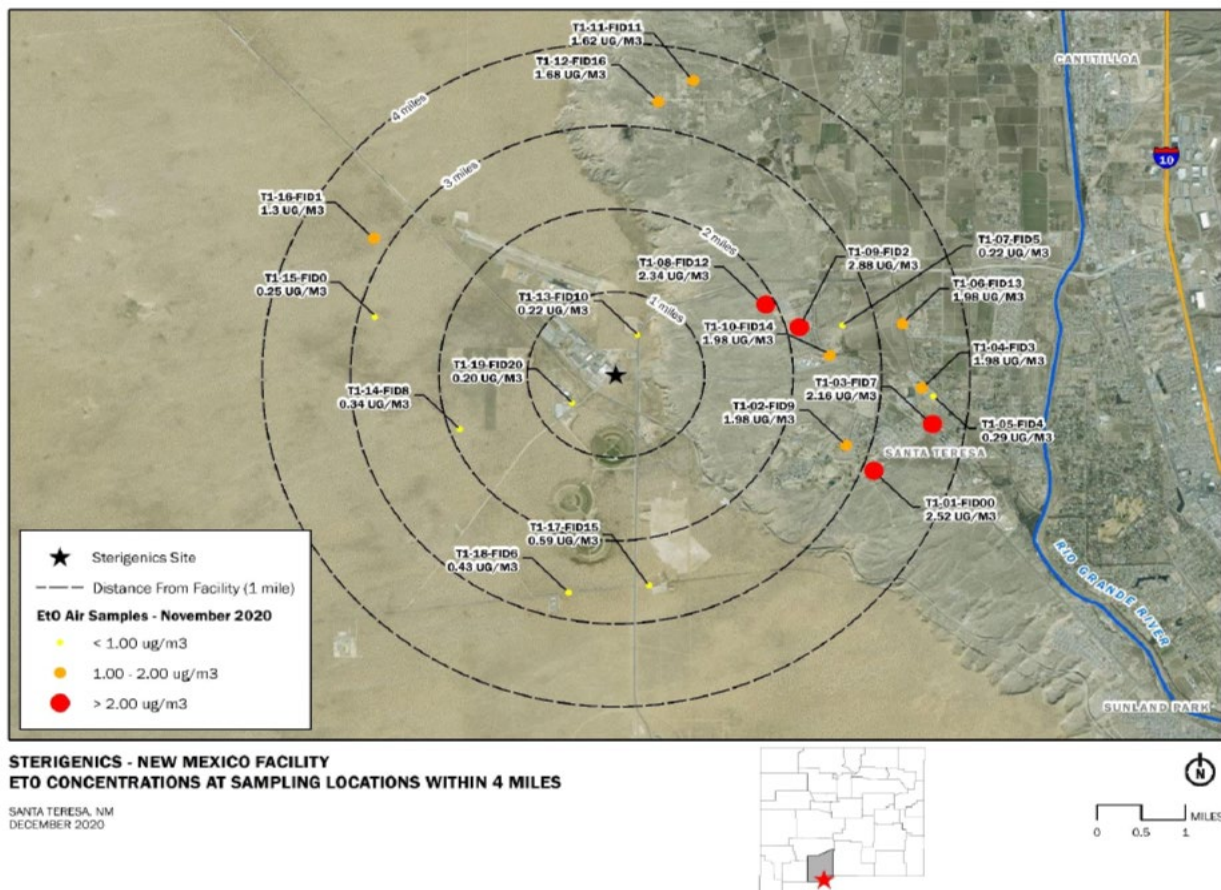 T1-11-FID11
1.62 UG/M3
T1-12-FID16
1.68 UG/M3
CANUTILLOA
4 miles
10
3 miles
T1-16-FID1
1.3 UG/M3
2 miles
T1-07-FID5
0.22 UG/M3
T1-09-FID2
2.88 UG/M3
T1-08-FID12
2.34 UG/M3
T1-15-FID0
0.25 UG/M3
T1-06-FID13
1.98 UG/M3
T1-13-FID10
0.22 UG/M3
1 miles
T1-10-FID14
1.98 UG/M3
T1-04-FID3
1.98 UG/M3
T1-19-FID20
0.20 UG/M3
T1-03-FID7
2.16 UG/M3
T1-14-FID8
0.34 UG/M3
T1-02-FID9
1.98 UG/M3
T1-05-FID4
0.29 UG/M3
SANTA TERESA
T1-01-FID00
2.52 UG/M3
T1-17-FID15
0.59 UG/M3
T1-18-FID6
0.43 UG/M3
RIO GRANDE RIVER
SUNLAND PARK
Sterigenics Site
Distance From Facility (1 mile)
EtO Air Samples - November 2020
< 1.00 ug/m3
1.00 - 2.00 ug/m3
> 2.00 ug/m3
STERIGENICS - NEW MEXICO FACILITY
ETO CONCENTRATIONS AT SAMPLING LOCATIONS WITHIN 4 MILES
SANTA TERESA, NM
DECEMBER 2020
N
MILES
0 0.5 1